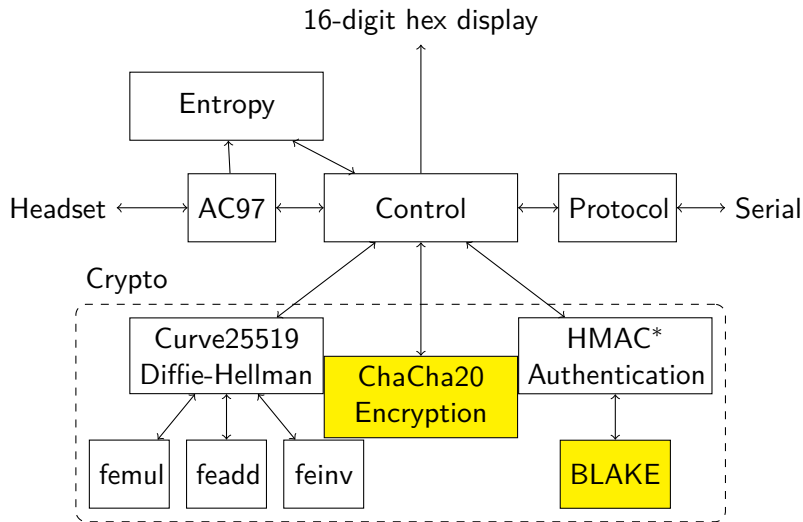 16-digit hex display
Entropy
Headset
AC97
Control
Protocol
Serial
Crypto
Curve25519
Diffie-Hellman
ChaCha20
Encryption
HMAC*
Authentication
femul
feadd
feinv
BLAKE